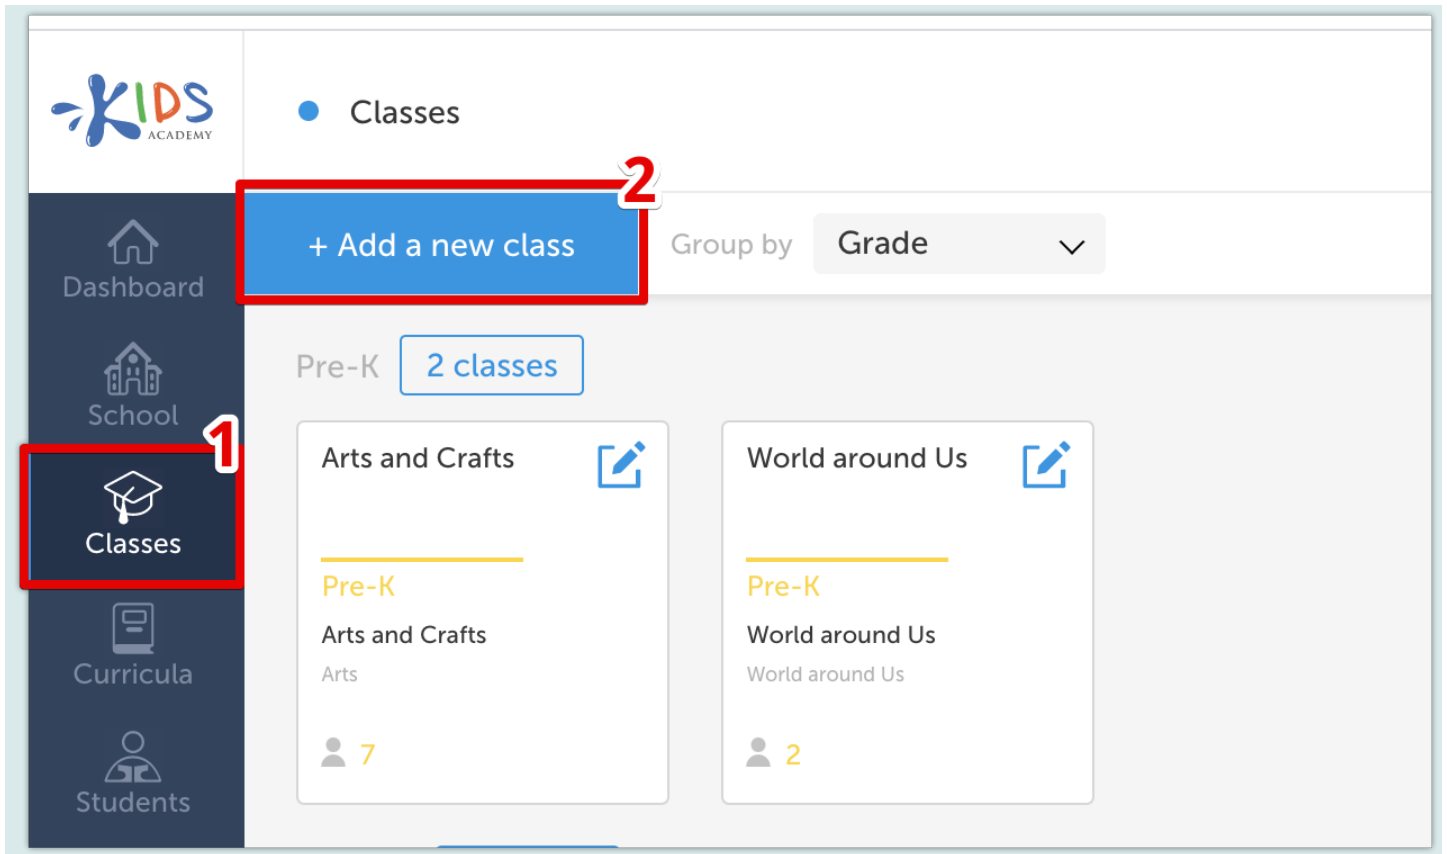 KIDS
ACADEMY
Classes
2
+ Add a new class
Group by
Grade
Dashboard
School
1
Classes
Curricula
Students
Pre-K
2 classes
Arts and Crafts
Pre-K
Arts and Crafts
Arts
7
World around Us
Pre-K
World around Us
World around Us
2